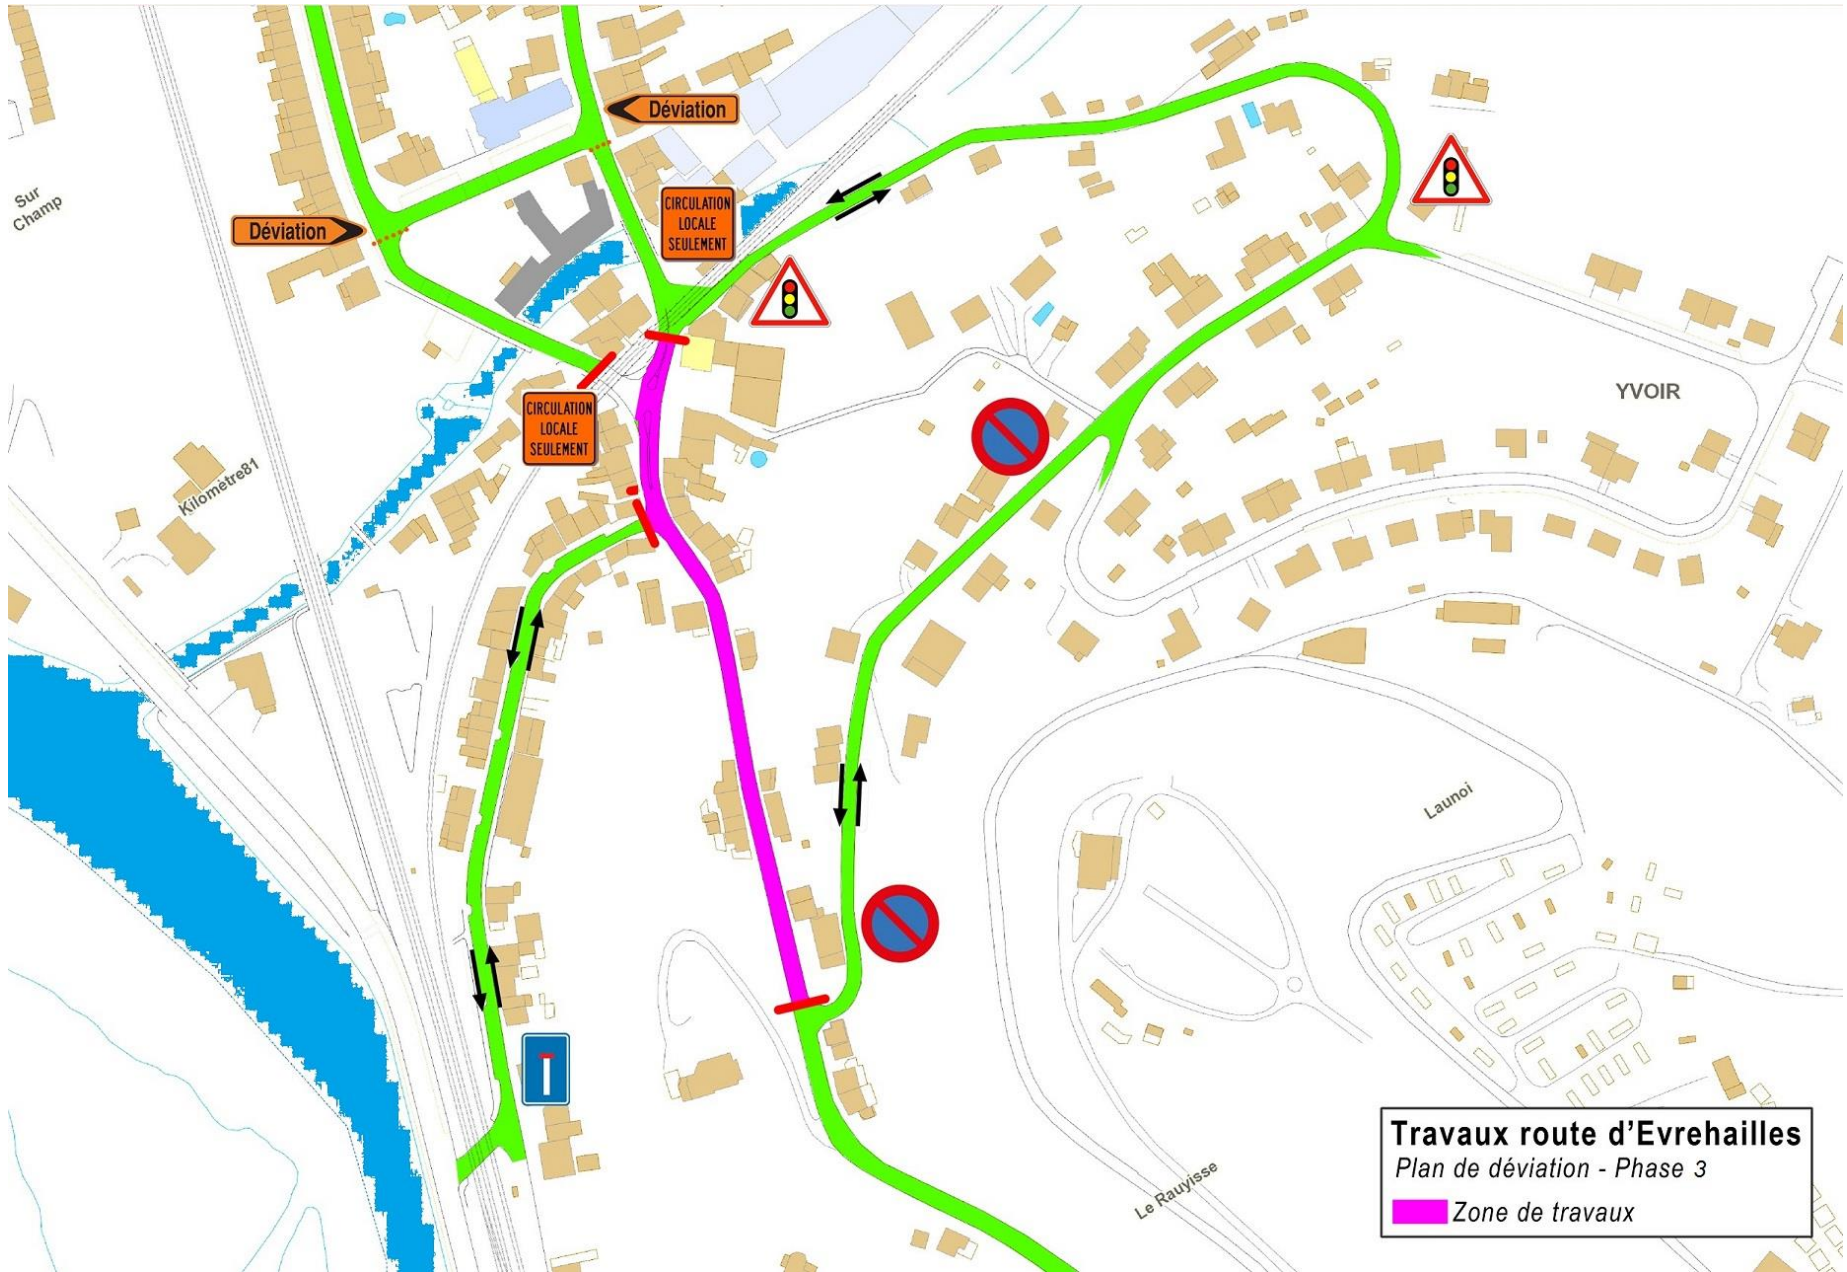 Déviation
Sur
Champ
CIRCULATION
LOCALE
SEULEMENT
Déviation
YVOIR
CIRCULATION
LOCALE
SEULEMENT
Kilomètre81
Launoi
Travaux route d'Evrehailles
Plan de déviation - Phase 3
Le Rauyisse
Zone de travaux